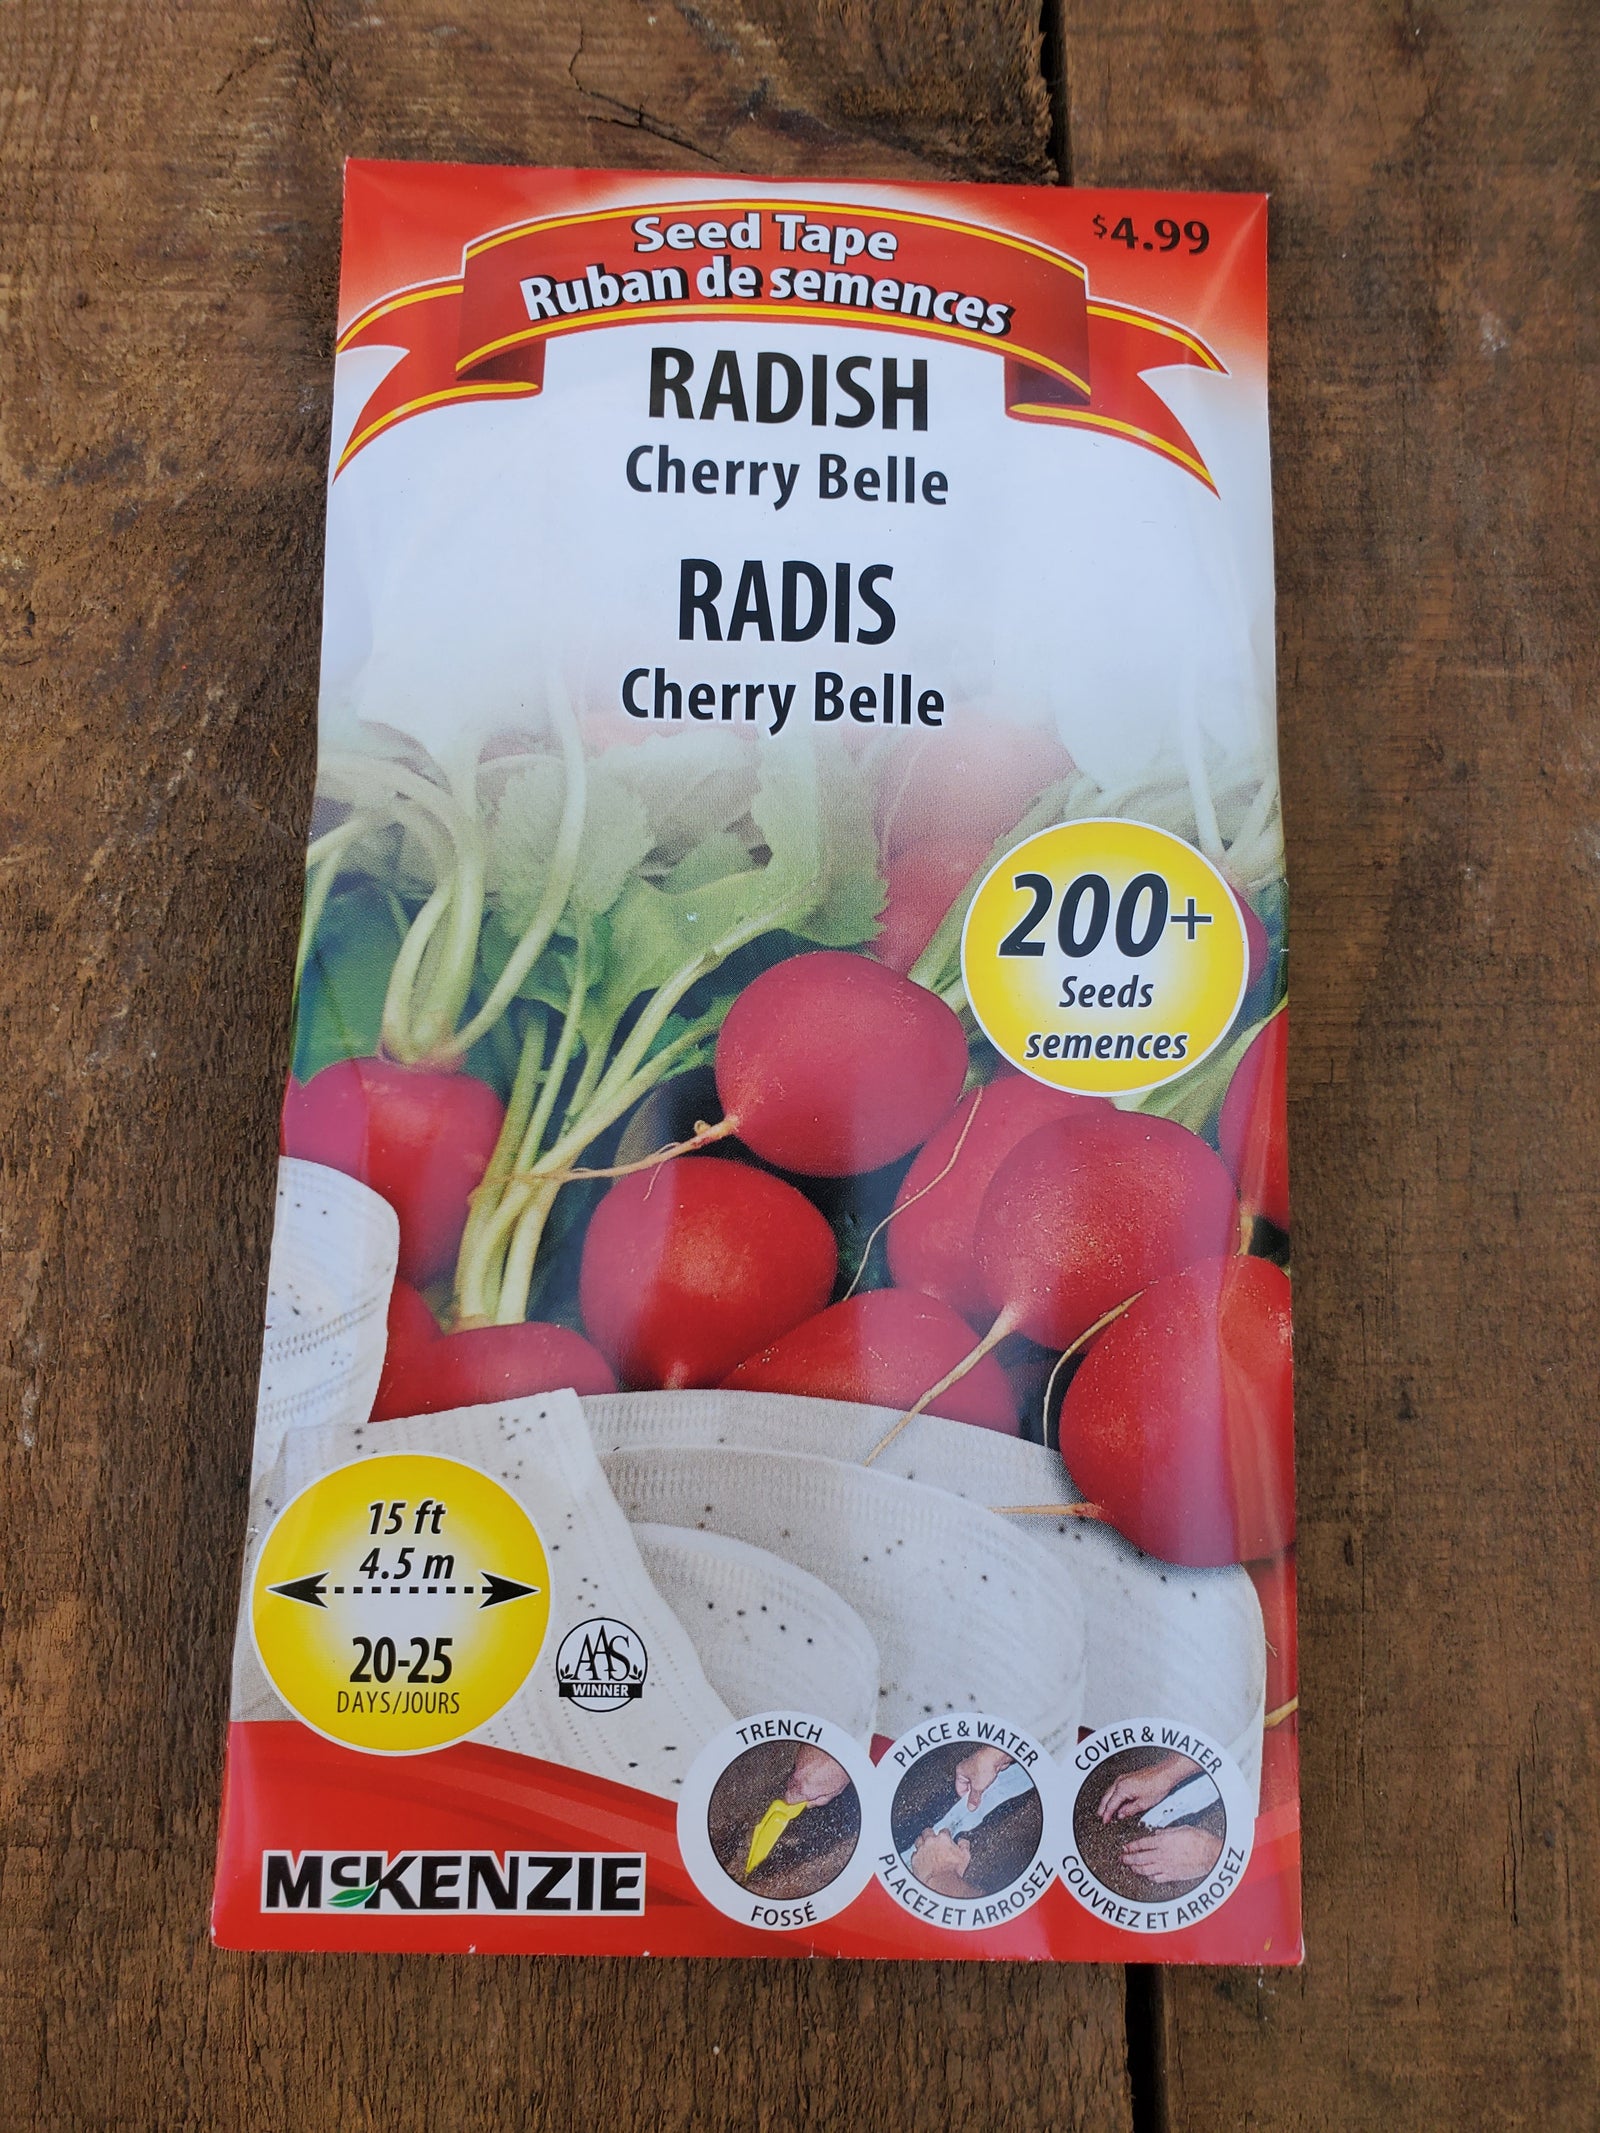 Seed Tape
Ruban de semences
$4.99
RADISH
Cherry Belle
RADIS
Cherry Belle
200+
Seeds
semences
15 ft
4.5 m
20-25
DAYS/JOURS
AAS
WINNER
TRENCH
FOSSÉ
PLACE & WATER
PLACEZ ET ARROSEZ
COVER & WATER
COUVREZ ET ARROSEZ
McKENZIE